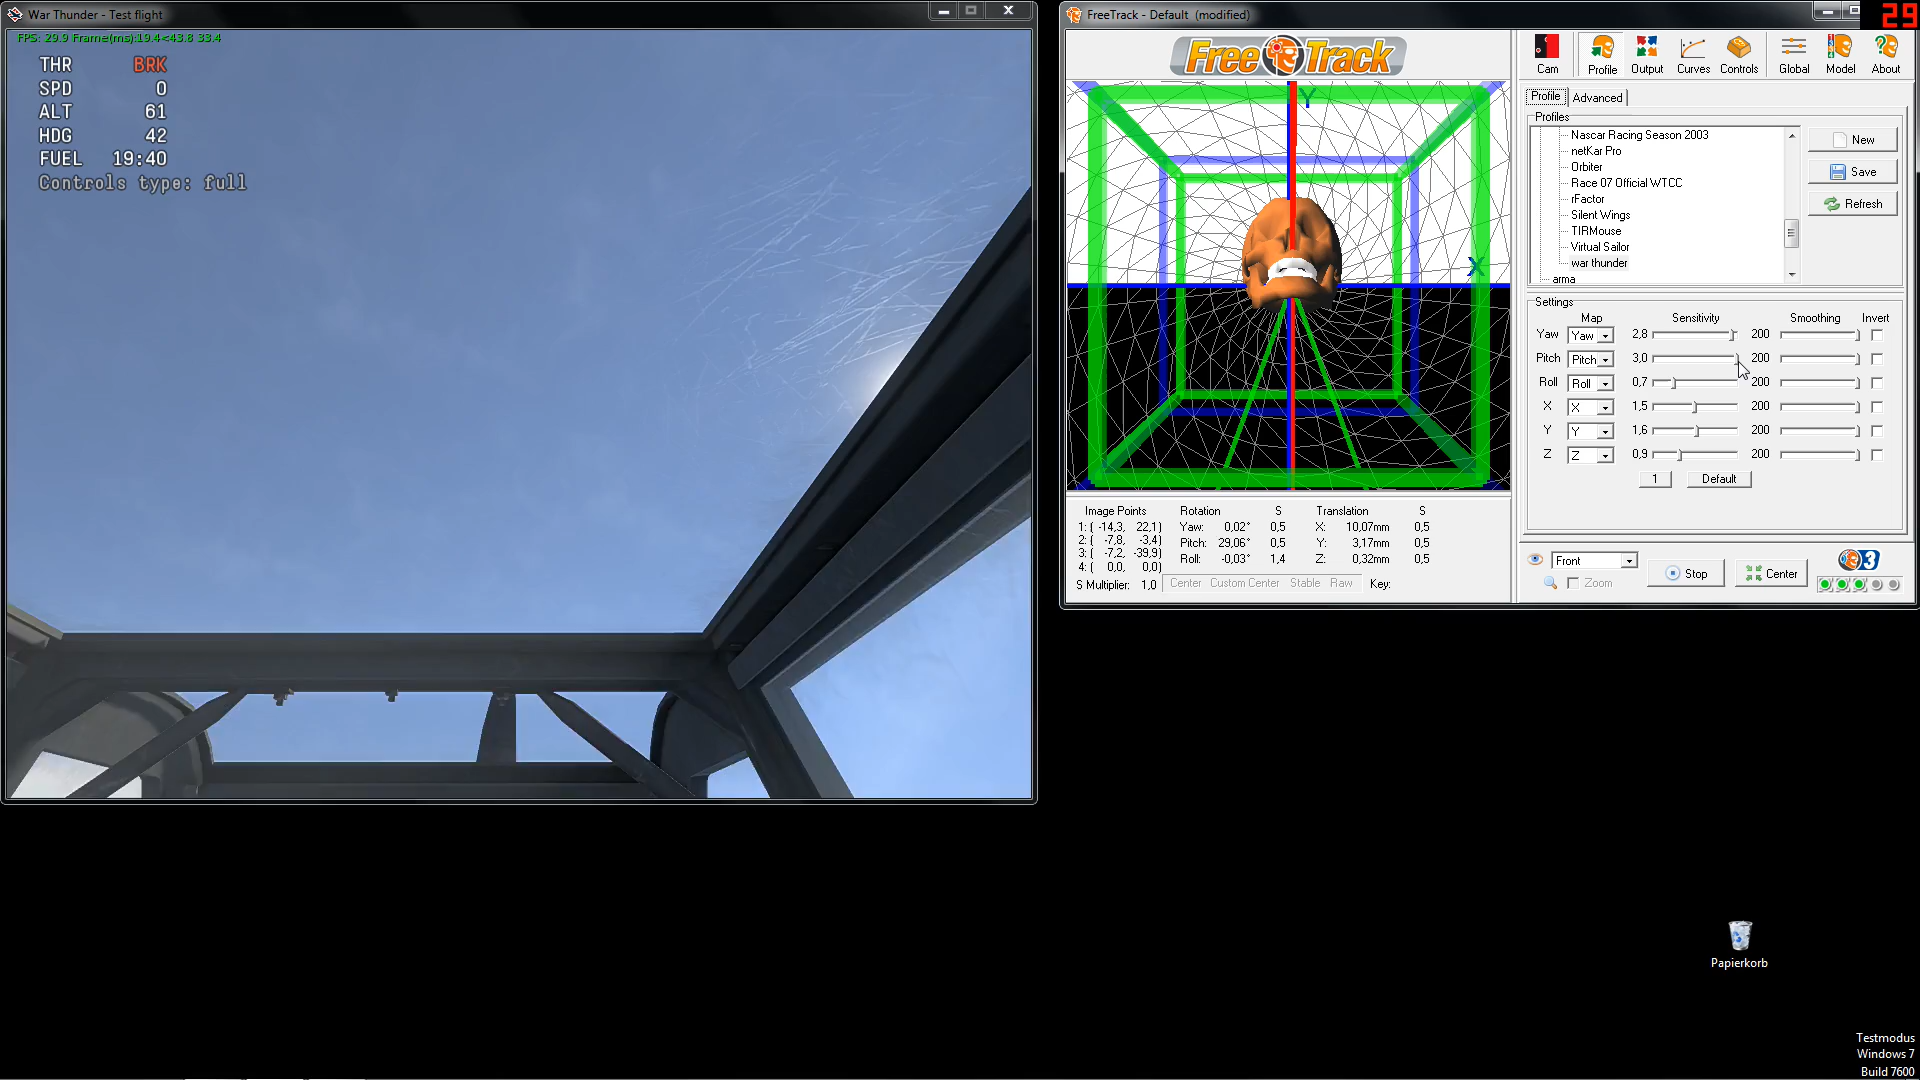 War Thunder - Test flight
FPS: 29.9 Frame(ms):19.4<43.8 33.4
THR BRK
SPD 0
ALT 61
HDG 42
FUEL 19:40
Controls type: full
FreeTrack - Default (modified)
29
FreeTrack
Cam Profile Output Curves Controls Global Model About
Y
X
Profile Advanced
Profiles
Nascar Racing Season 2003
netKar Pro
Orbiter
Race 07 Official WTCC
rFactor
Silent Wings
TIRMouse
Virtual Sailor
war thunder
arma
New
Save
Refresh
Settings
Map Sensitivity Smoothing Invert
Yaw Yaw 2,8 200
Pitch Pitch 3,0 200
Roll Roll 0,7 200
X X 1,5 200
Y Y 1,6 200
Z Z 0,9 200
1 Default
Image Points Rotation S Translation S
1: ( -14,3, 22,1) Yaw: 0,02° 0,5 X: 10,07mm 0,5
2: ( -7,8, -3,4) Pitch: 29,06° 0,5 Y: 3,17mm 0,5
3: ( -7,2, -39,9) Roll: -0,03° 1,4 Z: 0,32mm 0,5
4: ( 0,0, 0,0)
S Multiplier: 1,0 Center Custom Center Stable Raw Key:
Front
Zoom
Stop
Center
3
Papierkorb
Testmodus
Windows 7
Build 7600